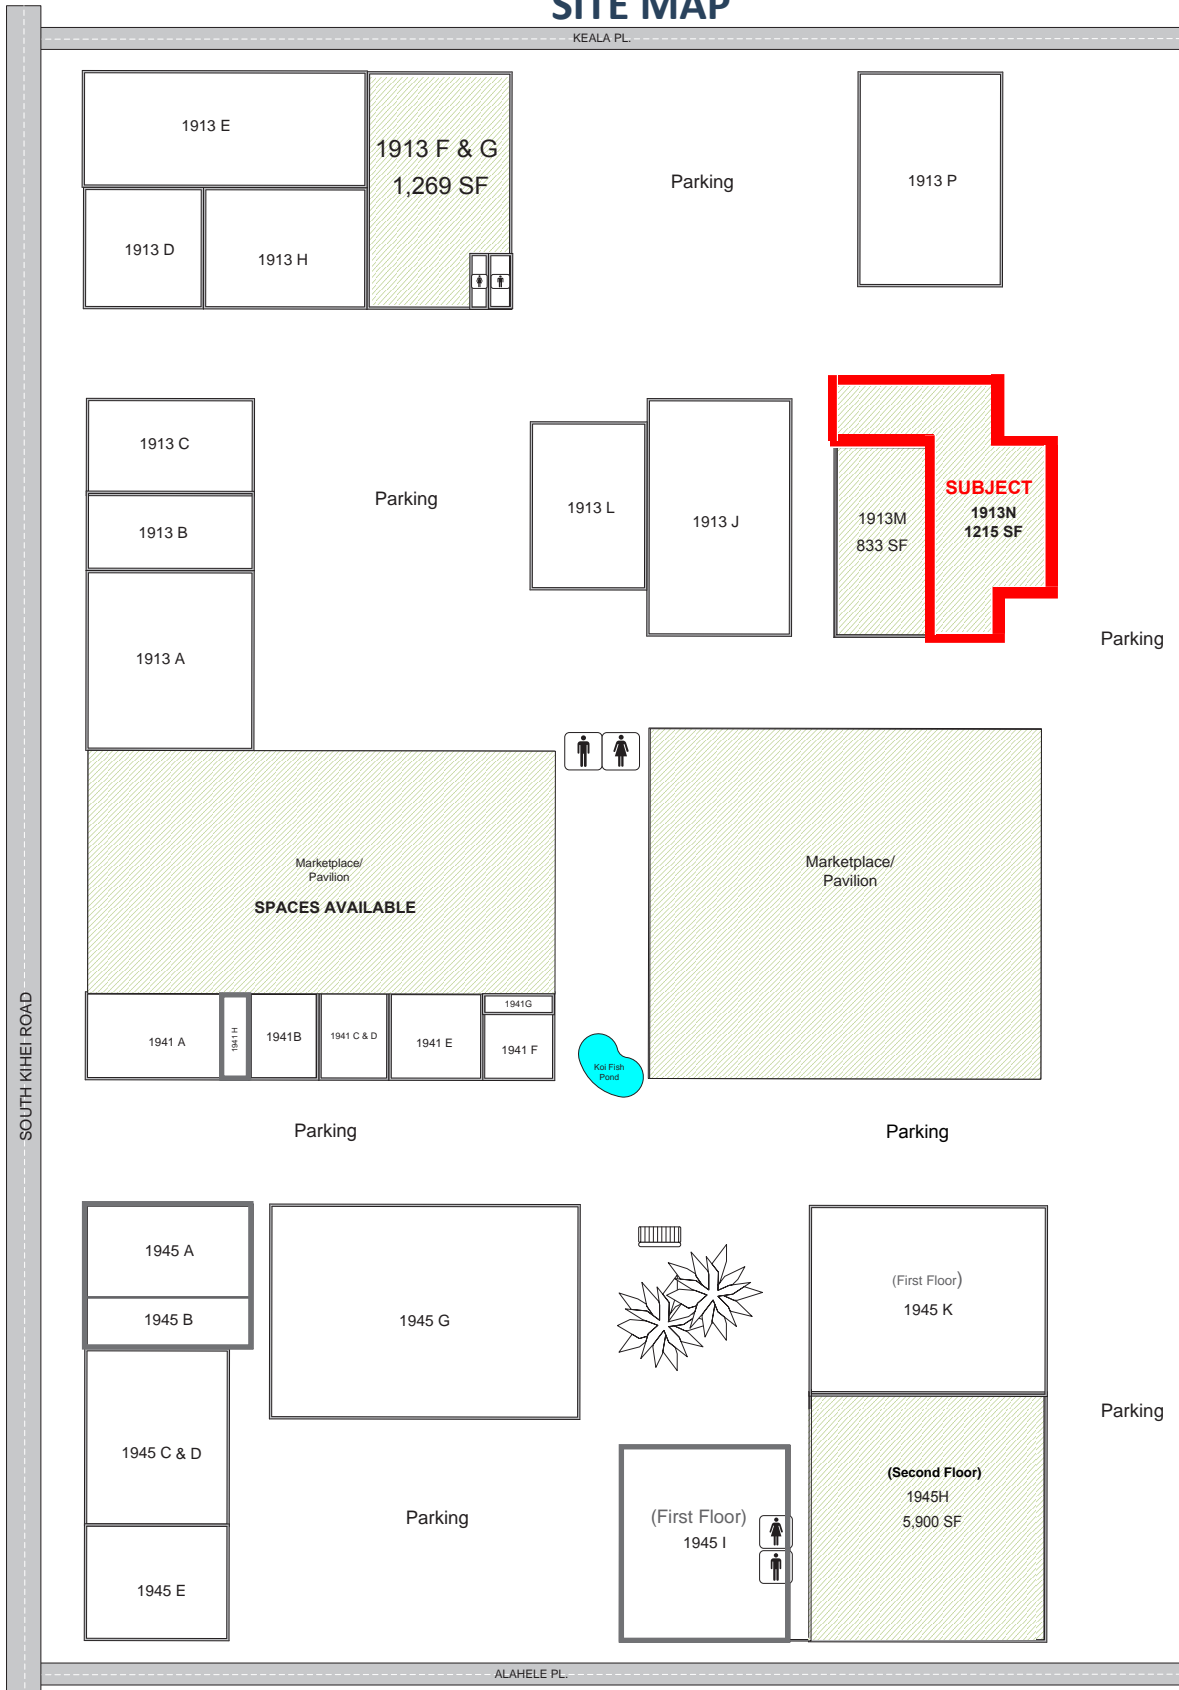 SITE MAP
KEALA PL.
1913 E
1913 F & G
1,269 SF
1913 D
1913 H
Parking
1913 P
1913 C
1913 B
1913 A
Parking
1913 L
1913 J
1913M
833 SF
SUBJECT
1913N
1215 SF
Parking
Marketplace/
Pavilion
SPACES AVAILABLE
Marketplace/
Pavilion
SOUTH KIHEI ROAD
1941 A
1941 H
1941B
1941 C & D
1941 E
1941G
1941 F
Koi Fish
Pond
Parking
Parking
1945 A
1945 B
1945 G
(First Floor)
1945 K
1945 C & D
1945 E
Parking
(First Floor)
1945 I
(Second Floor)
1945H
5,900 SF
Parking
ALAHELE PL.